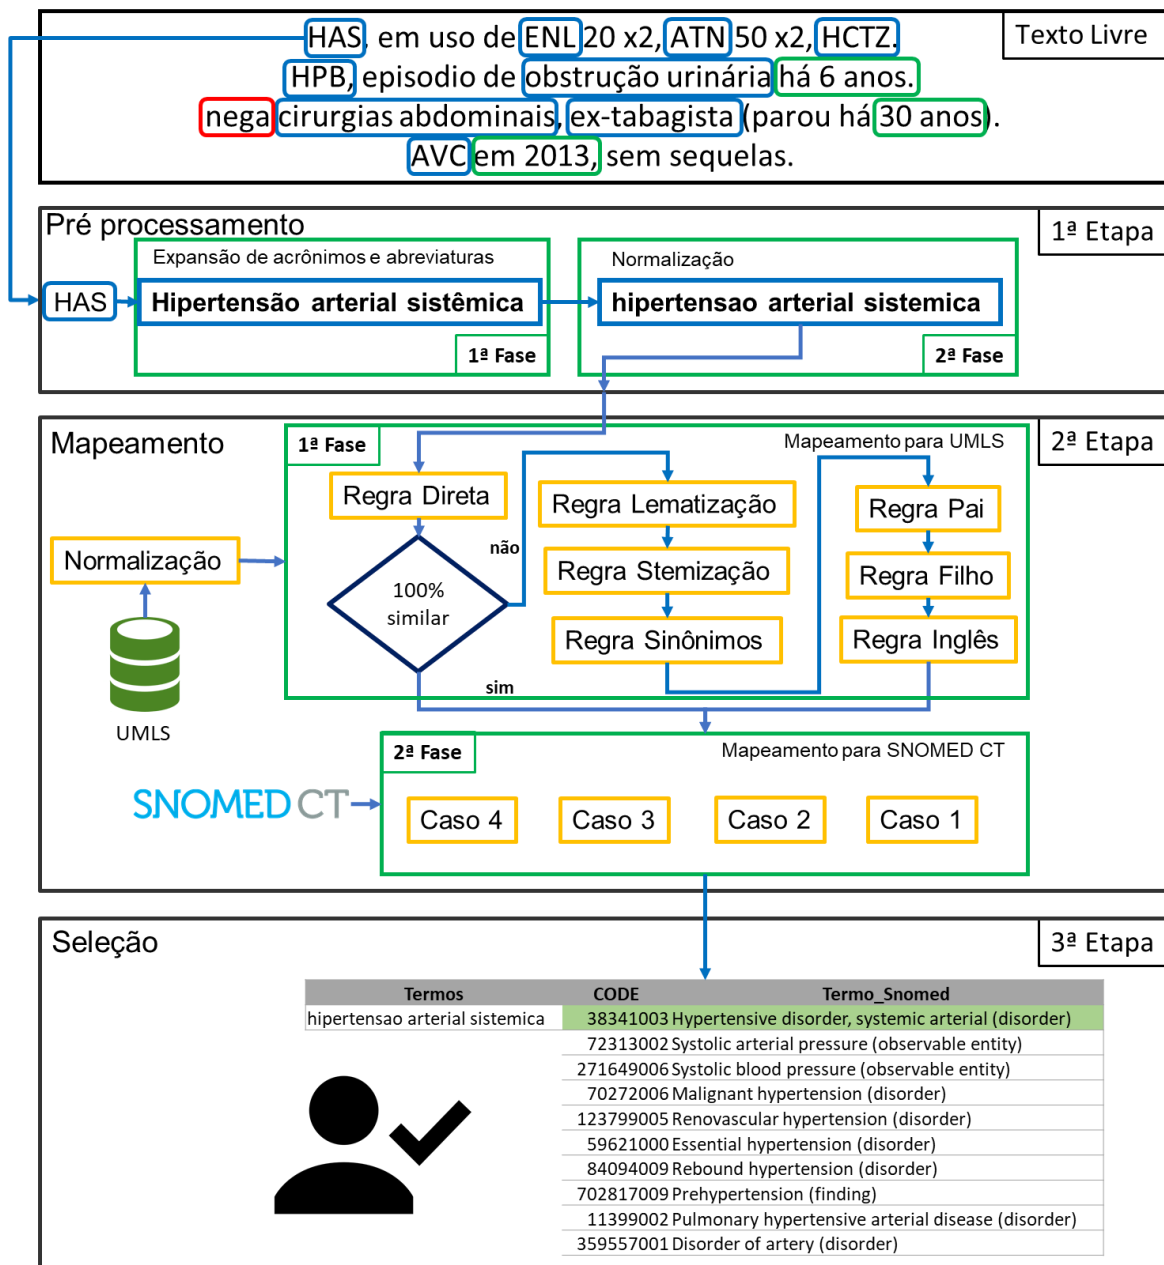 Texto Livre
HAS, em uso de ENL 20 x2, ATN 50 x2, HCTZ.
HPB, episodio de obstrução urinária há 6 anos.
nega cirurgias abdominais, ex-tabagista (parou há 30 anos).
AVC em 2013, sem sequelas.
Pré processamento
1ª Etapa
Expansão de acrônimos e abreviaturas
Normalização
HAS
Hipertensão arterial sistêmica
hipertensao arterial sistemica
1ª Fase
2ª Fase
Mapeamento
2ª Etapa
1ª Fase
Mapeamento para UMLS
Regra Direta
Regra Lematização
Regra Pai
não
Normalização
100%
similar
Regra Stemização
Regra Filho
Regra Sinônimos
Regra Inglês
sim
UMLS
2ª Fase
Mapeamento para SNOMED CT
SNOMED CT
Caso 4
Caso 3
Caso 2
Caso 1
Seleção
3ª Etapa
Termos CODE Termo_Snomed
hipertensao arterial sistemica 38341003 Hypertensive disorder, systemic arterial (disorder)
72313002 Systolic arterial pressure (observable entity)
271649006 Systolic blood pressure (observable entity)
70272006 Malignant hypertension (disorder)
123799005 Renovascular hypertension (disorder)
59621000 Essential hypertension (disorder)
84094009 Rebound hypertension (disorder)
702817009 Prehypertension (finding)
11399002 Pulmonary hypertensive arterial disease (disorder)
359557001 Disorder of artery (disorder)